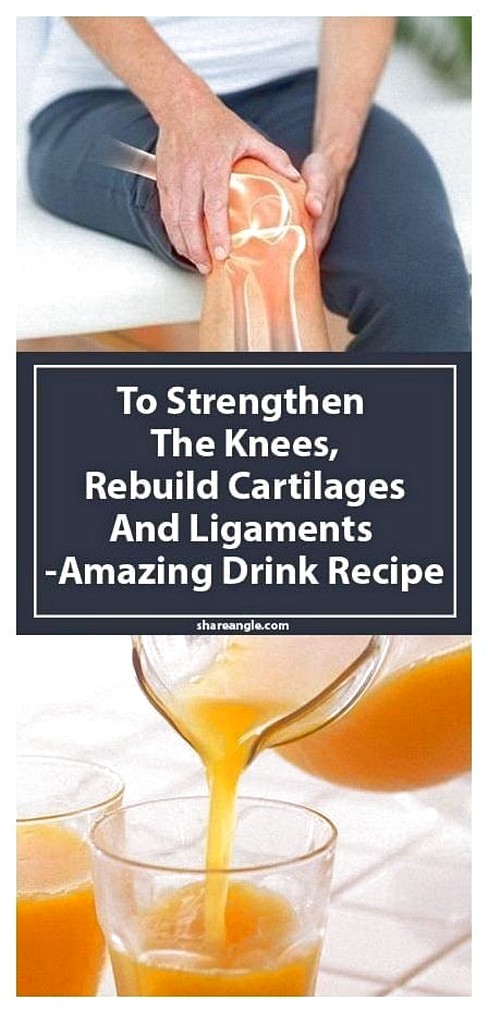 To Strengthen
The Knees,
Rebuild Cartilages
And Ligaments
-Amazing Drink Recipe
shareangle.com